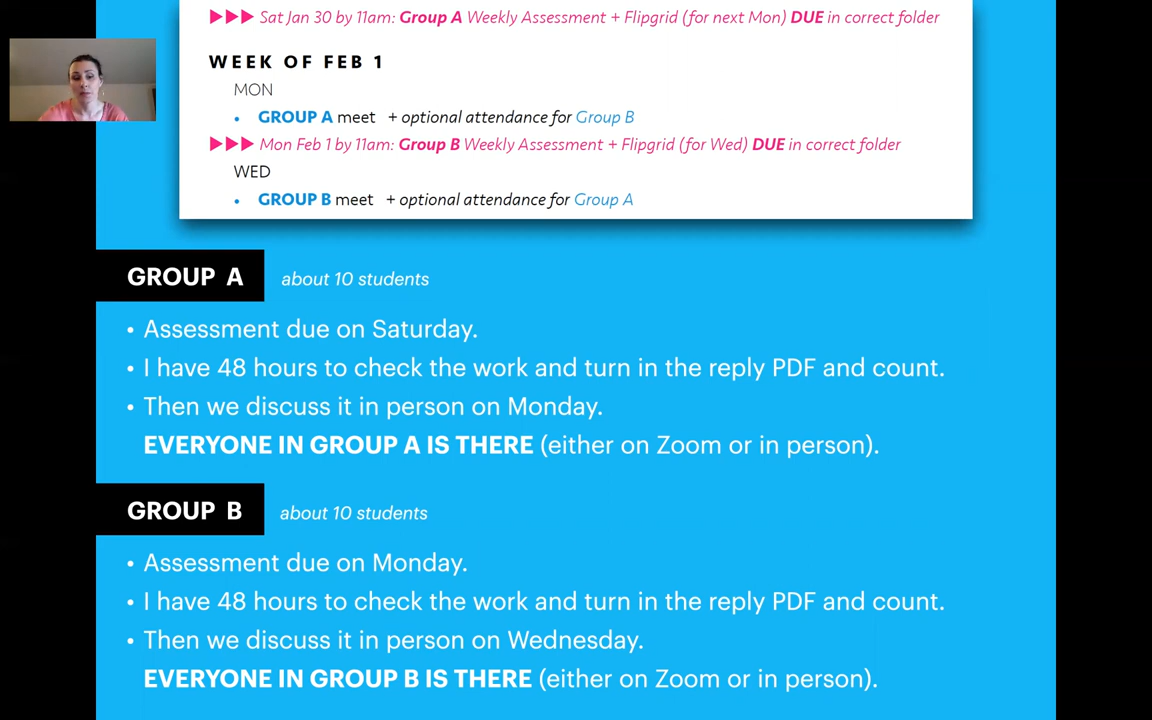 ▶▶▶ Sat Jan 30 by 11am: Group A Weekly Assessment + Flipgrid (for next Mon) DUE in correct folder
WEEK OF FEB 1
MON
• GROUP A meet + optional attendance for Group B
▶▶▶ Mon Feb 1 by 11am: Group B Weekly Assessment + Flipgrid (for Wed) DUE in correct folder
WED
• GROUP B meet + optional attendance for Group A
GROUP A about 10 students
• Assessment due on Saturday.
• I have 48 hours to check the work and turn in the reply PDF and count.
• Then we discuss it in person on Monday.
EVERYONE IN GROUP A IS THERE (either on Zoom or in person).
GROUP B about 10 students
• Assessment due on Monday.
• I have 48 hours to check the work and turn in the reply PDF and count.
• Then we discuss it in person on Wednesday.
EVERYONE IN GROUP B IS THERE (either on Zoom or in person).